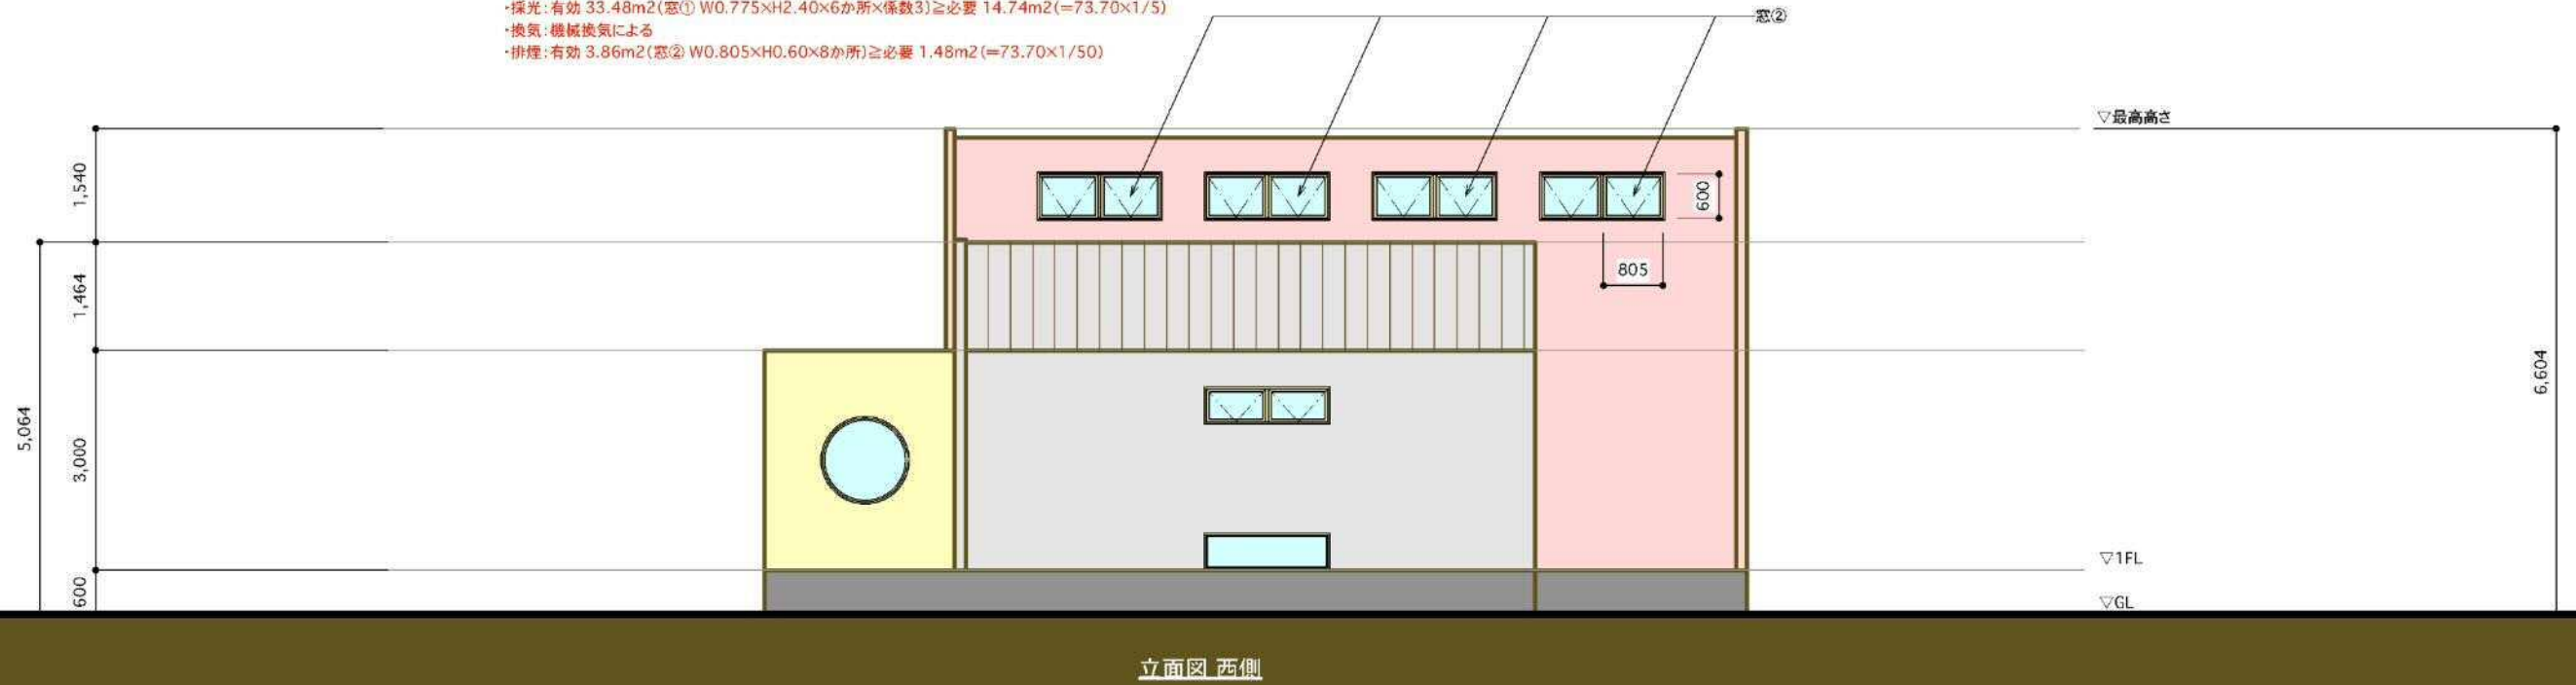 ・採光：有効 33.48m2（窓① W0.775×H2.40×6か所×係数3）≧必要 14.74m2（＝73.70×1/5）
・換気：機械換気による
・排煙：有効 3.86m2（窓② W0.805×H0.60×8か所）≧必要 1.48m2（＝73.70×1/50）
窓②
▽最高高さ
1,540
600
805
1,464
5,064
3,000
6,604
▽1FL
600
▽GL
立面図 西側